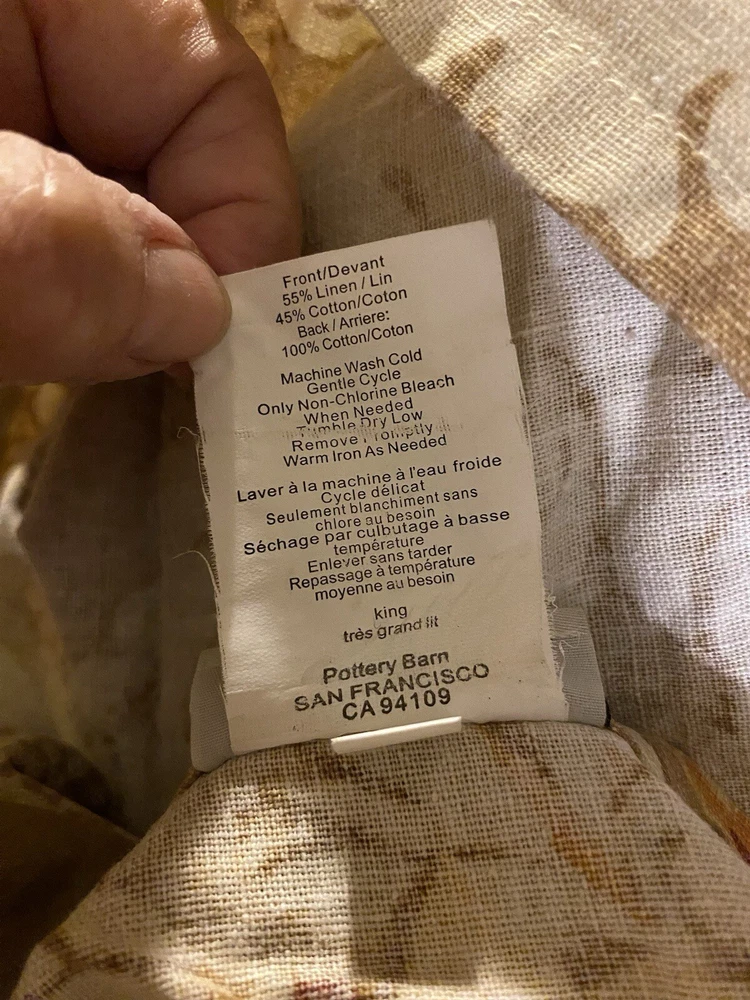 Front/Devant
55% Linen / Lin
45% Cotton/Coton
Back / Arriere:
100% Cotton/Coton
Machine Wash Cold
Gentle Cycle
Only Non-Chlorine Bleach
When Needed
Tumble Dry Low
Remove Promptly
Warm Iron As Needed
Laver à la machine à l'eau froide
Cycle délicat
Seulement blanchiment sans
chlore au besoin
Séchage par culbutage à basse
température
Enlever sans tarder
Repassage à température
moyenne au besoin
king
très grand lit
Pottery Barn
SAN FRANCISCO
CA 94109